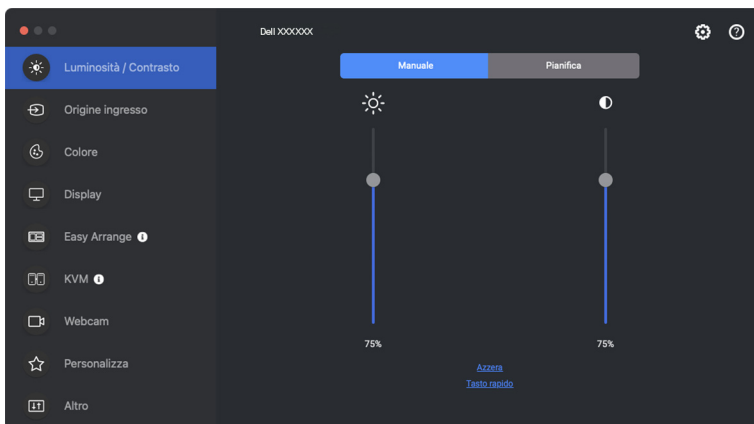 Dell XXXXXX
Luminosità / Contrasto
Origine ingresso
Colore
Display
Easy Arrange
KVM
Webcam
Personalizza
Altro
Manuale
Pianifica
75%
75%
Azzera
Tasto rapido